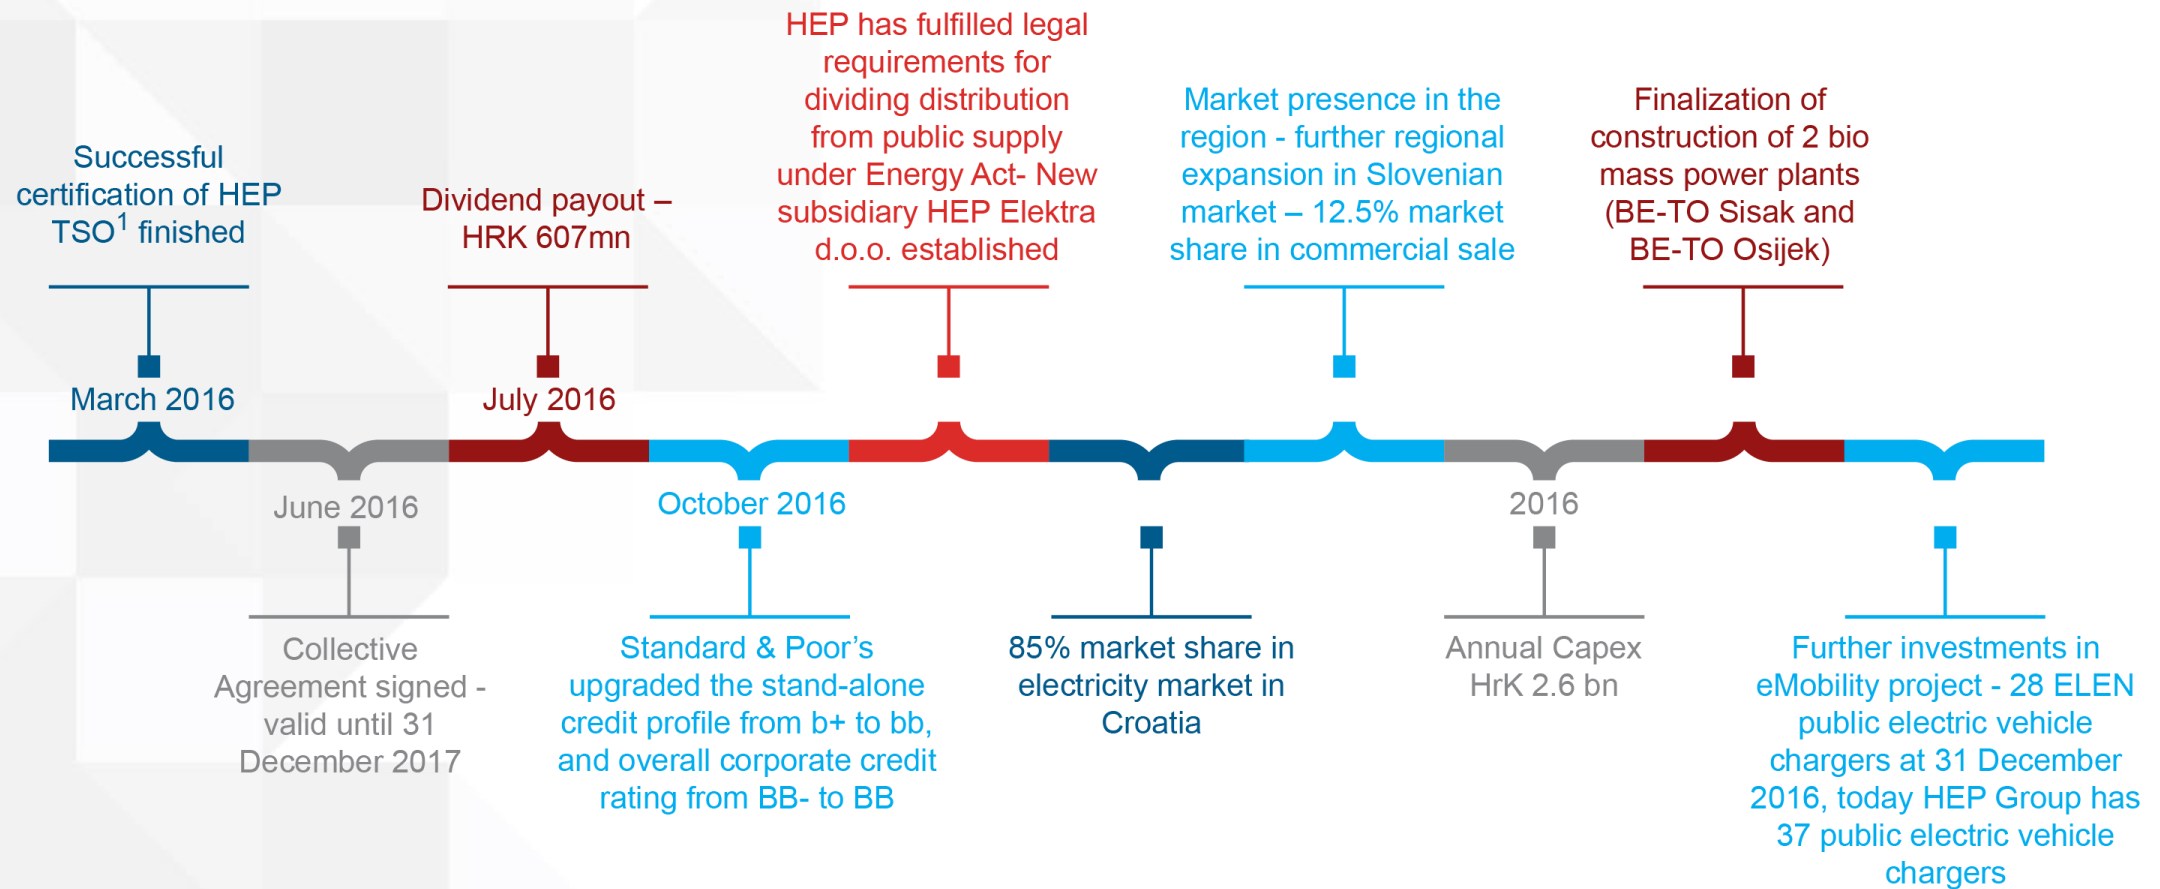 Successful
certification of HEP
TSO1 finished
March 2016
June 2016
Collective
Agreement signed -
valid until 31
December 2017
Dividend payout –
HRK 607mn
July 2016
October 2016
Standard & Poor’s
upgraded the stand-alone
credit profile from b+ to bb,
and overall corporate credit
rating from BB- to BB
HEP has fulfilled legal
requirements for
dividing distribution
from public supply
under Energy Act- New
subsidiary HEP Elektra
d.o.o. established
85% market share in
electricity market in
Croatia
Market presence in the
region - further regional
expansion in Slovenian
market – 12.5% market
share in commercial sale
2016
Annual Capex
HrK 2.6 bn
Finalization of
construction of 2 bio
mass power plants
(BE-TO Sisak and
BE-TO Osijek)
Further investments in
eMobility project - 28 ELEN
public electric vehicle
chargers at 31 December
2016, today HEP Group has
37 public electric vehicle
chargers